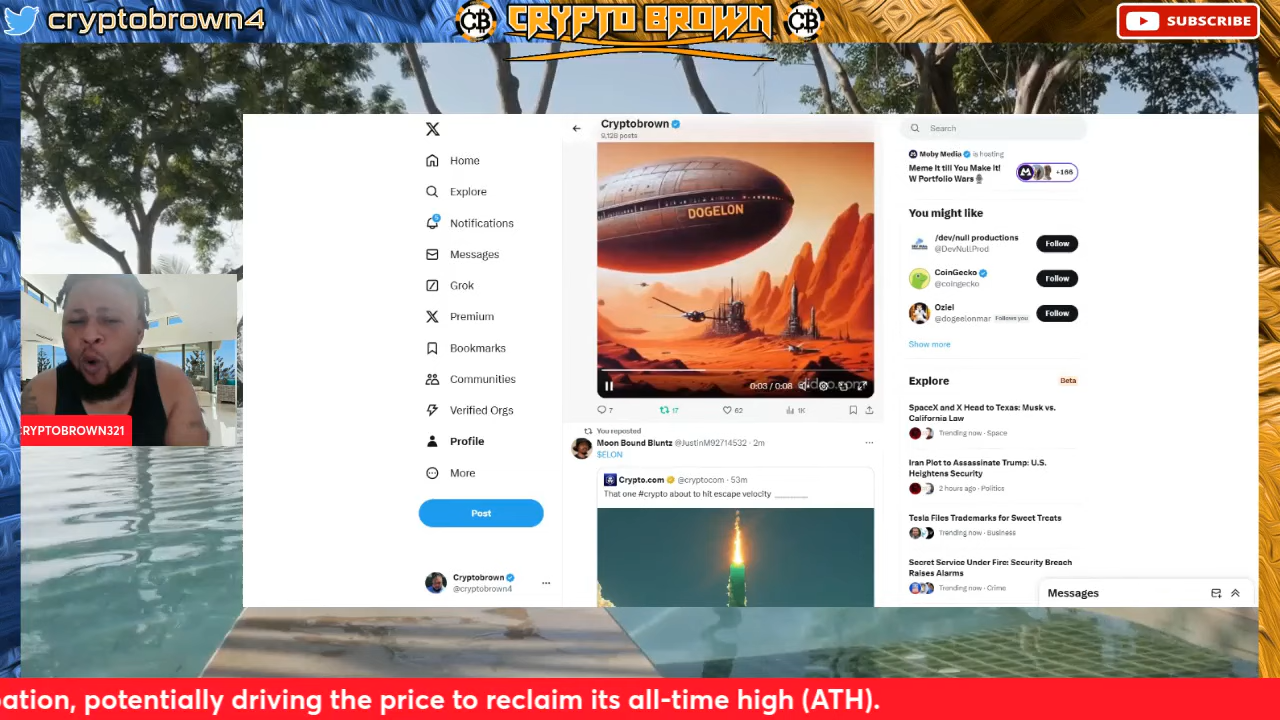 cryptobrown4
CB
CRYPTO BROWN
CB
SUBSCRIBE
CRYPTOBROWN321
X
Home
Explore
Notifications
Messages
Grok
Premium
Bookmarks
Communities
Verified Orgs
Profile
More
Post
Cryptobrown
@cryptobrown4
Cryptobrown
9,128 posts
DOGELON
0:03 / 0:08
7
17
62
1K
You reposted
Moon Bound Bluntz @JustinM92714532 · 2m
$ELON
Crypto.com @cryptocom · 53m
That one #crypto about to hit escape velocity ________
Search
Moby Media is hosting
Meme It till You Make It!
W Portfolio Wars
+166
You might like
/dev/null productions
@DevNullProd
Follow
CoinGecko
@coingecko
Follow
Oziel
@dogeelonmar Follows you
Follow
Show more
Explore
Beta
SpaceX and X Head to Texas: Musk vs.
California Law
Trending now · Space
Iran Plot to Assassinate Trump: U.S.
Heightens Security
2 hours ago · Politics
Tesla Files Trademarks for Sweet Treats
Trending now · Business
Secret Service Under Fire: Security Breach
Raises Alarms
Trending now · Crime
Messages
pation, potentially driving the price to reclaim its all-time high (ATH).